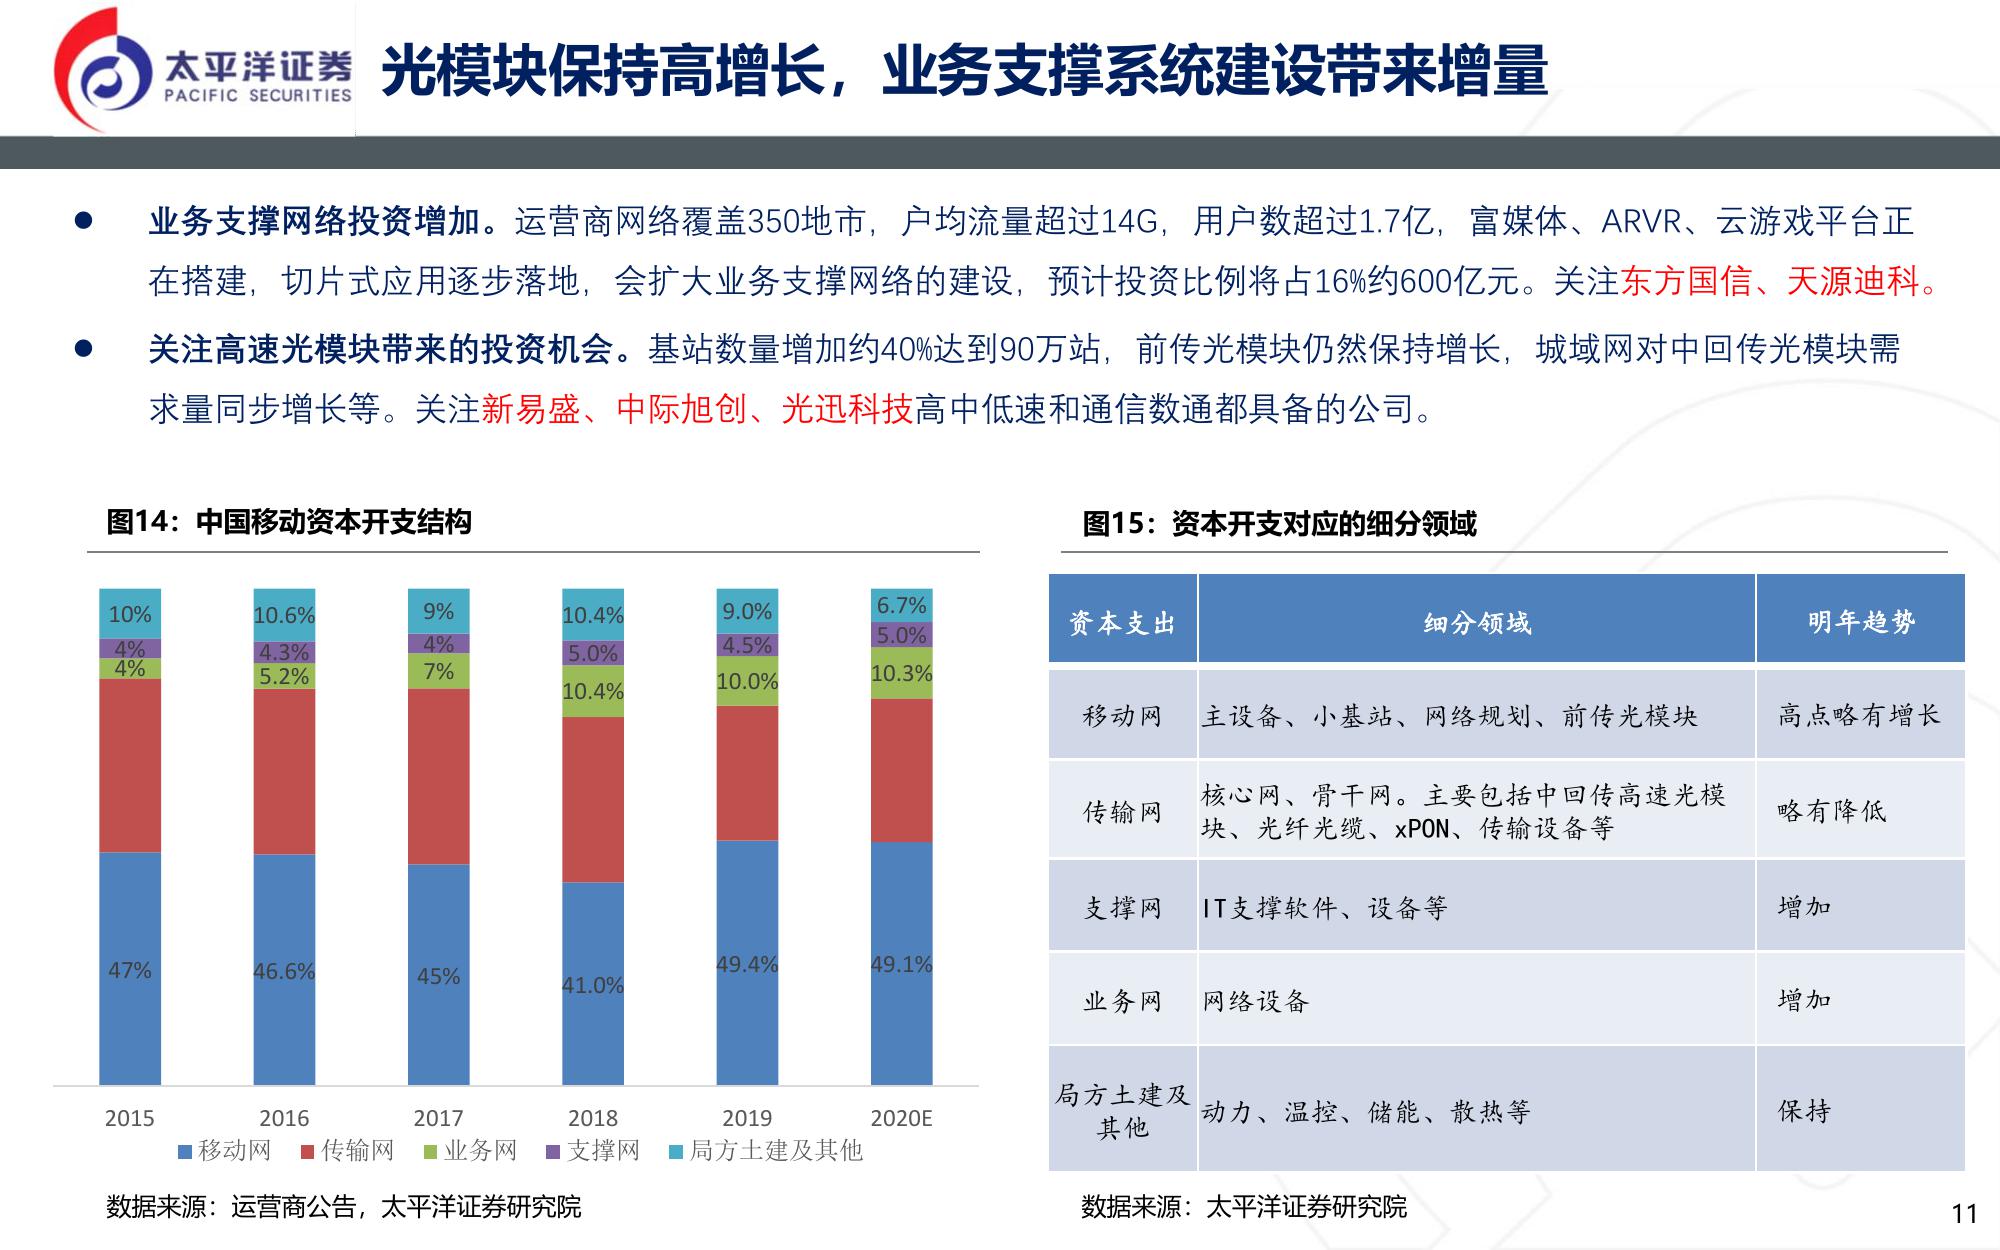 太平洋证券
PACIFIC SECURITIES
光模块保持高增长，业务支撑系统建设带来增量
● 业务支撑网络投资增加。运营商网络覆盖350地市，户均流量超过14G，用户数超过1.7亿，富媒体、ARVR、云游戏平台正
在搭建，切片式应用逐步落地，会扩大业务支撑网络的建设，预计投资比例将占16%约600亿元。关注东方国信、天源迪科。
● 关注高速光模块带来的投资机会。基站数量增加约40%达到90万站，前传光模块仍然保持增长，城域网对中回传光模块需
求量同步增长等。关注新易盛、中际旭创、光迅科技高中低速和通信数通都具备的公司。
图14：中国移动资本开支结构
10% 10.6% 9% 10.4% 9.0% 6.7%
4% 4.3% 4% 5.0% 4.5% 5.0%
4% 5.2% 7% 10.4% 10.0% 10.3%
47% 46.6% 45% 41.0% 49.4% 49.1%
2015 2016 2017 2018 2019 2020E
移动网 传输网 业务网 支撑网 局方土建及其他
数据来源：运营商公告，太平洋证券研究院
图15：资本开支对应的细分领域
资本支出 细分领域 明年趋势
移动网 主设备、小基站、网络规划、前传光模块 高点略有增长
传输网 核心网、骨干网。主要包括中回传高速光模 略有降低
块、光纤光缆、xPON、传输设备等
支撑网 IT支撑软件、设备等 增加
业务网 网络设备 增加
局方土建及 动力、温控、储能、散热等 保持
其他
数据来源：太平洋证券研究院
11